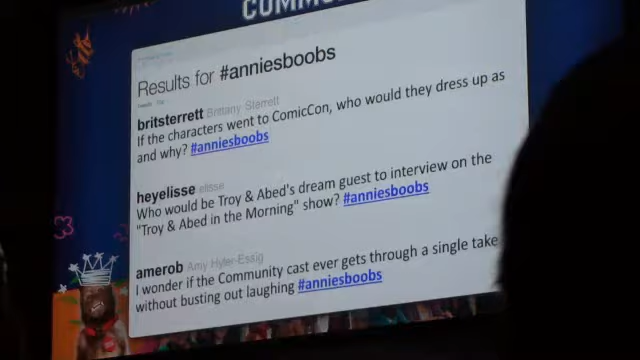 Results for #anniesboobs
britsterrett Brittany Sterrett
If the characters went to ComicCon, who would they dress up as
and why? #anniesboobs
heyelisse elisse
Who would be Troy & Abed's dream guest to interview on the
"Troy & Abed in the Morning" show? #anniesboobs
amerob Amy Hyler-Essig
I wonder if the Community cast ever gets through a single take
without busting out laughing #anniesboobs